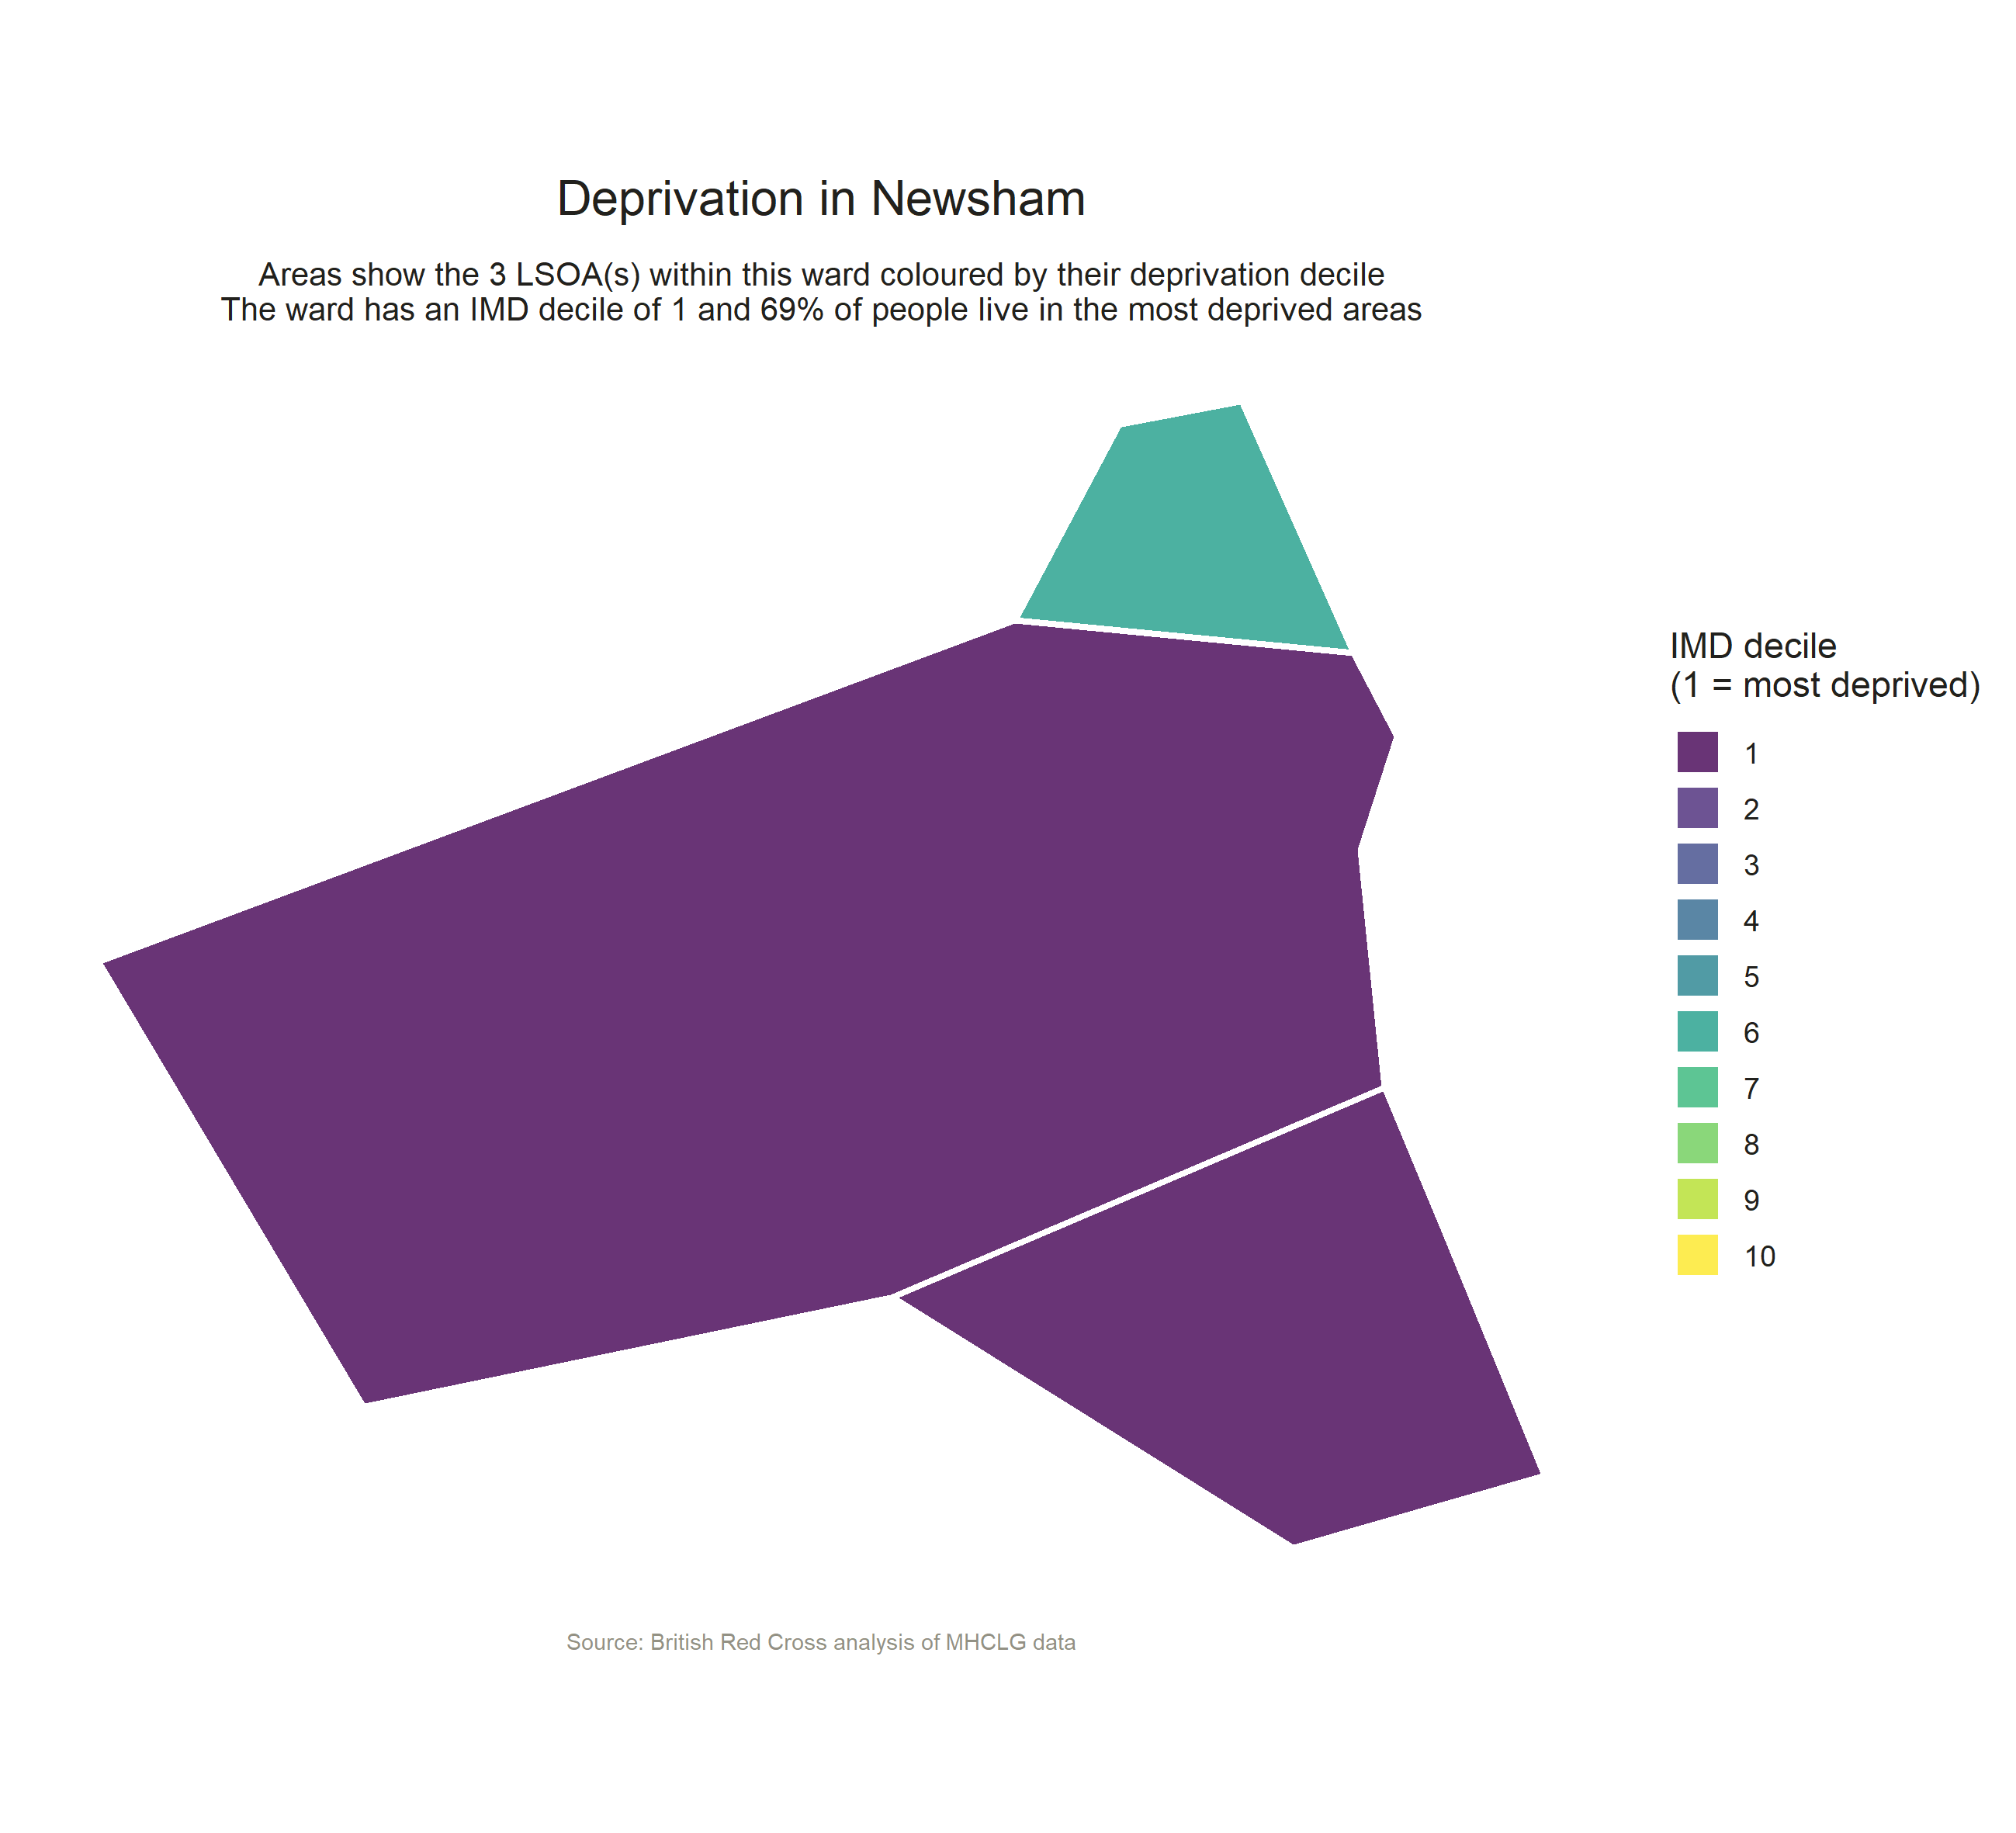 Deprivation in Newsham
Areas show the 3 LSOA(s) within this ward coloured by their deprivation decile
The ward has an IMD decile of 1 and 69% of people live in the most deprived areas
IMD decile
(1 = most deprived)
1
2
3
4
5
6
7
8
9
10
Source: British Red Cross analysis of MHCLG data